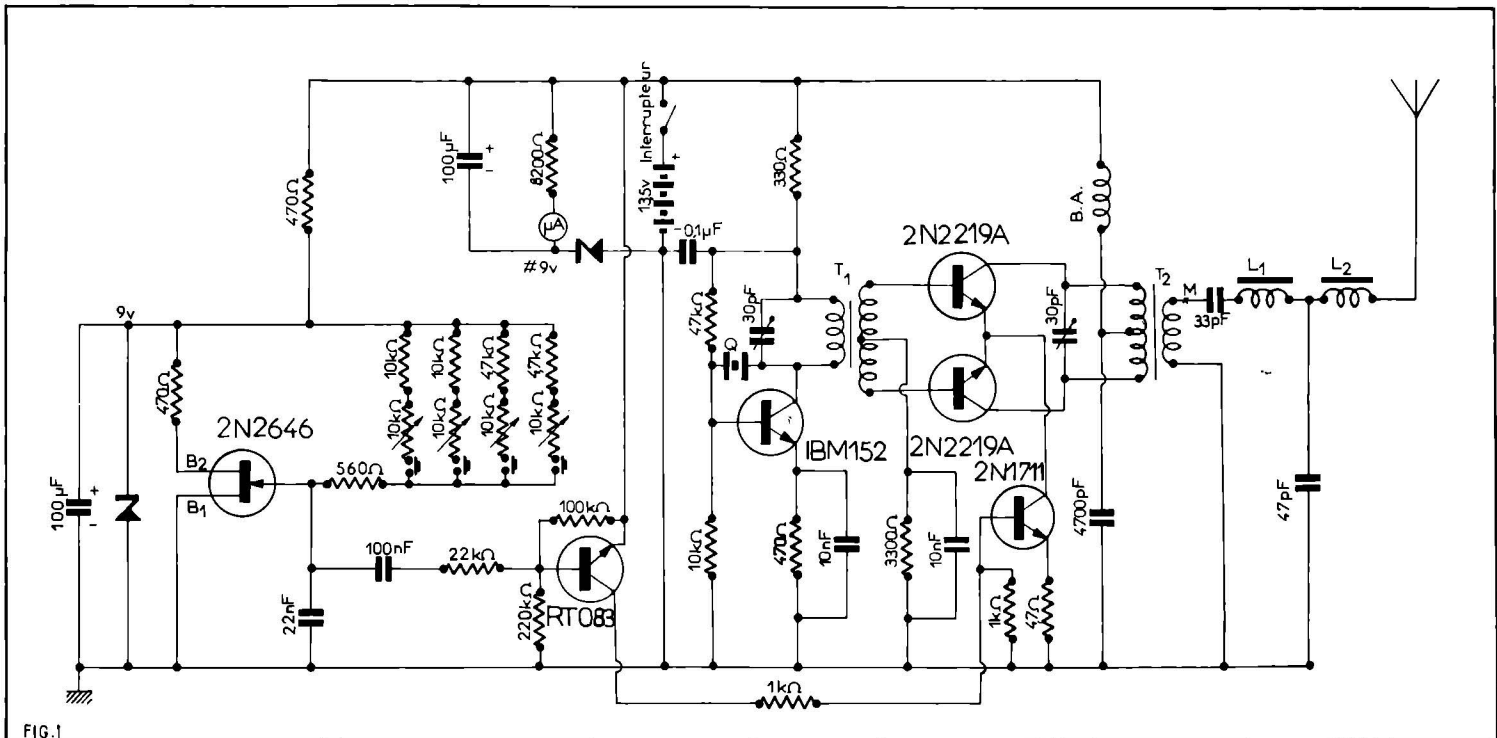 470Ω
100µF
+
-
8200Ω
µA
#9v
Interrupteur
+
13,5v
-
0,1µF
330Ω
B.A.
2N2219A
T1
30pF
47kΩ
Q
30pF
T2
M
33pF
L1
L2
9v
470Ω
10kΩ
10kΩ
47kΩ
47kΩ
10kΩ
10kΩ
10kΩ
10kΩ
2N2646
B2
B1
560Ω
100µF
+
-
IBM152
2N2219A
2N1711
100kΩ
100nF
22kΩ
22nF
220kΩ
RT083
10kΩ
470Ω
10nF
3300Ω
10nF
1kΩ
47Ω
4700pF
47pF
1kΩ
FIG.1